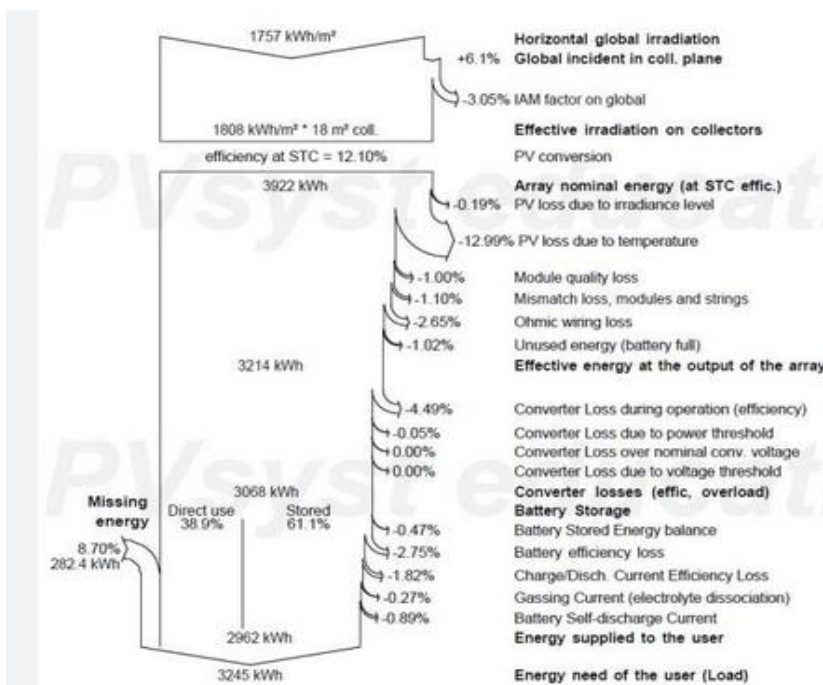 1757 kWh/m² Horizontal global irradiation
+6.1% Global incident in coll. plane
-3.05% IAM factor on global
1808 kWh/m² * 18 m² coll. Effective irradiation on collectors
efficiency at STC = 12.10% PV conversion
3922 kWh Array nominal energy (at STC effic.)
-0.19% PV loss due to irradiance level
PVsyst educati
-12.99% PV loss due to temperature
-1.00% Module quality loss
-1.10% Mismatch loss, modules and strings
-2.65% Ohmic wiring loss
-1.02% Unused energy (battery full)
3214 kWh Effective energy at the output of the array
-4.49% Converter Loss during operation (efficiency)
-0.05% Converter Loss due to power threshold
0.00% Converter Loss over nominal conv. voltage
0.00% Converter Loss due to voltage threshold
PVsyst educati
3068 kWh Converter losses (effic, overload)
Missing energy Direct use 38.9% Stored 61.1% Battery Storage
-0.47% Battery Stored Energy balance
8.70% -2.75% Battery efficiency loss
282.4 kWh -1.82% Charge/Disch. Current Efficiency Loss
-0.27% Gassing Current (electrolyte dissociation)
-0.89% Battery Self-discharge Current
2962 kWh Energy supplied to the user
3245 kWh Energy need of the user (Load)